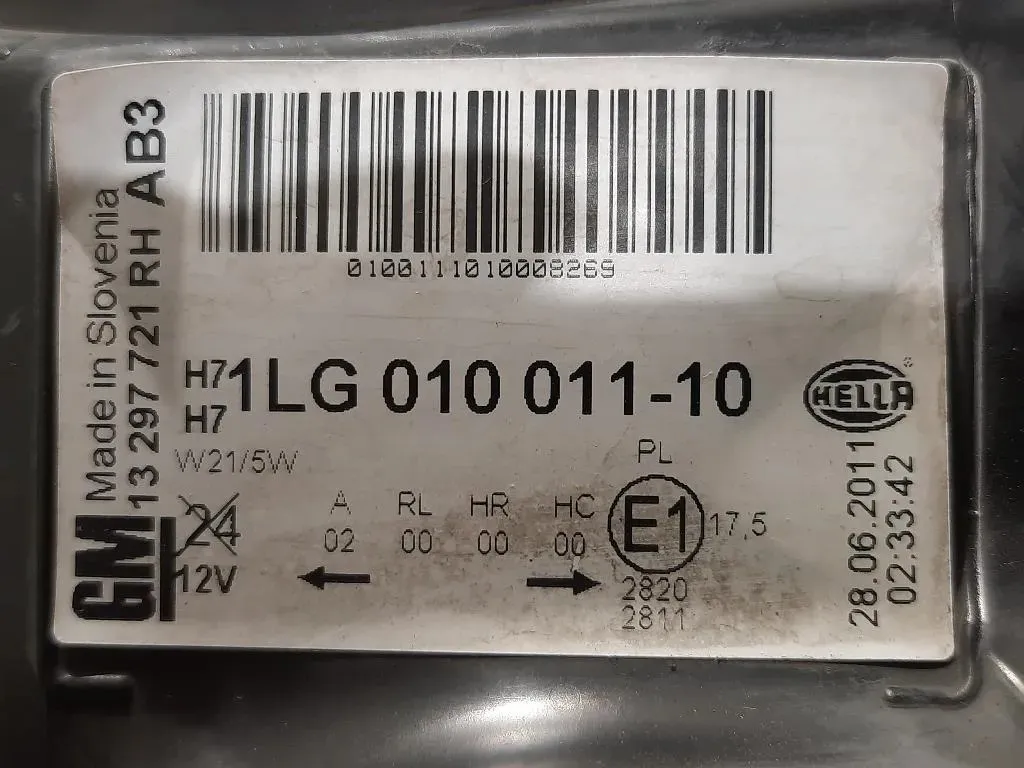 Made in Slovenia
13 297 721 RH AB3
GM
0100111010008269
H7
H7
1LG 010 011-10
HELLA
W21/5W
24
12V
A RL HR HC PL
02 00 00 00 E1 17,5
2820
2811
28.06.2011
02:33:42